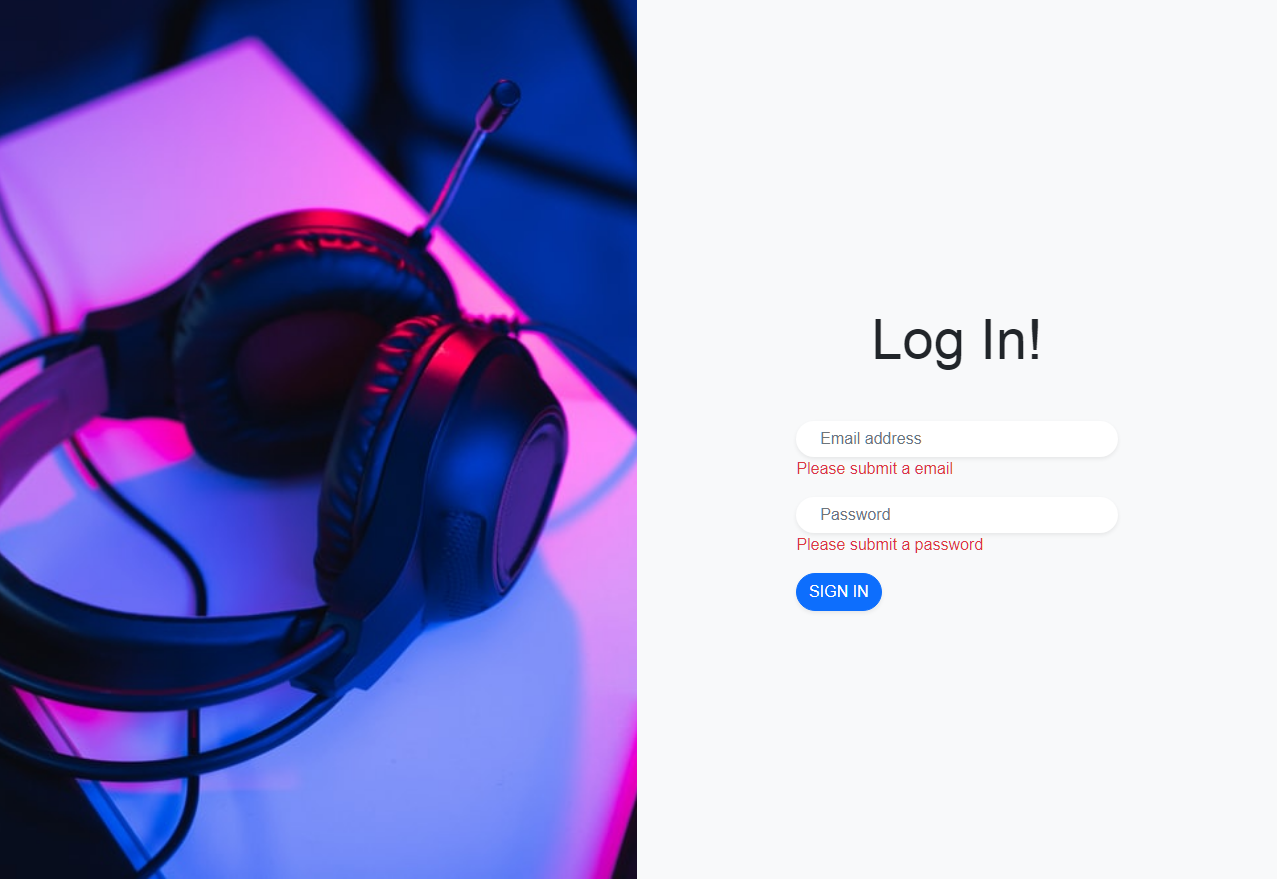 Log In!
Email address
Please submit a email
Password
Please submit a password
SIGN IN